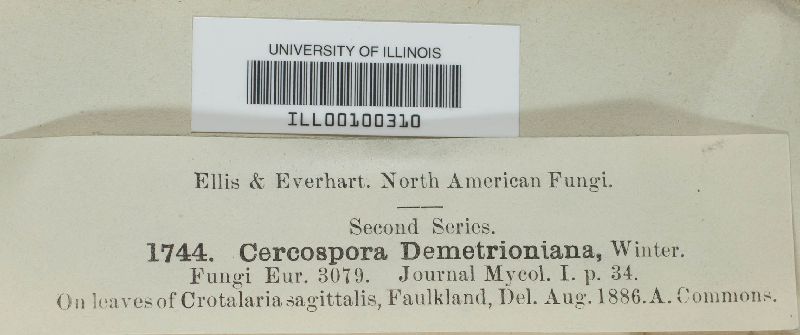 UNIVERSITY OF ILLINOIS
ILL00100310
Ellis & Everhart. North American Fungi.
Second Series.
1744. Cercospora Demetrioniana, Winter.
Fungi Eur. 3079. Journal Mycol. I. p. 34.
On leaves of Crotalaria sagittalis, Faulkland, Del. Aug. 1886. A. Commons.